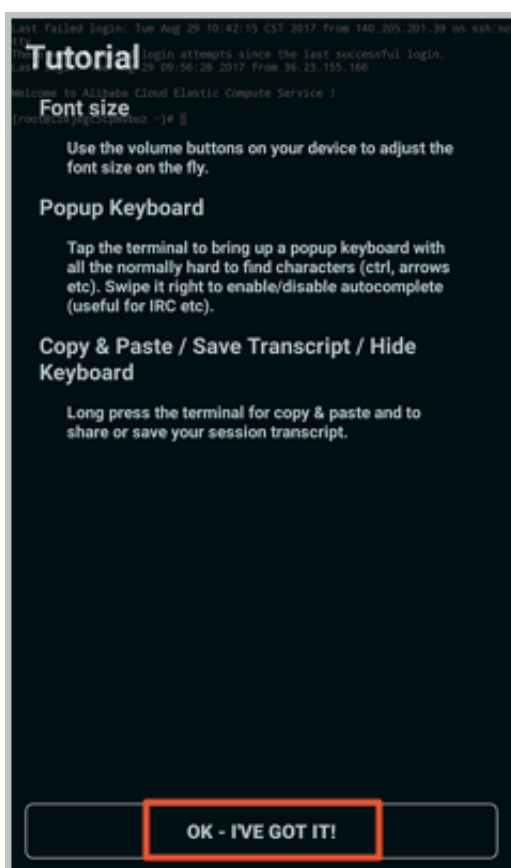 Last failed login: Tue Aug 29 10:42:15 CST 2017 from 140.205.201.39 on ssh:no
tty
login attempts since the last successful login.
29 09:56:28 2017 from 36.23.155.166
Welcome to Alibaba Cloud Elastic Compute Service !
~]#
Tutorial
Font size
Use the volume buttons on your device to adjust the
font size on the fly.
Popup Keyboard
Tap the terminal to bring up a popup keyboard with
all the normally hard to find characters (ctrl, arrows
etc). Swipe it right to enable/disable autocomplete
(useful for IRC etc).
Copy & Paste / Save Transcript / Hide
Keyboard
Long press the terminal for copy & paste and to
share or save your session transcript.
OK - I'VE GOT IT!